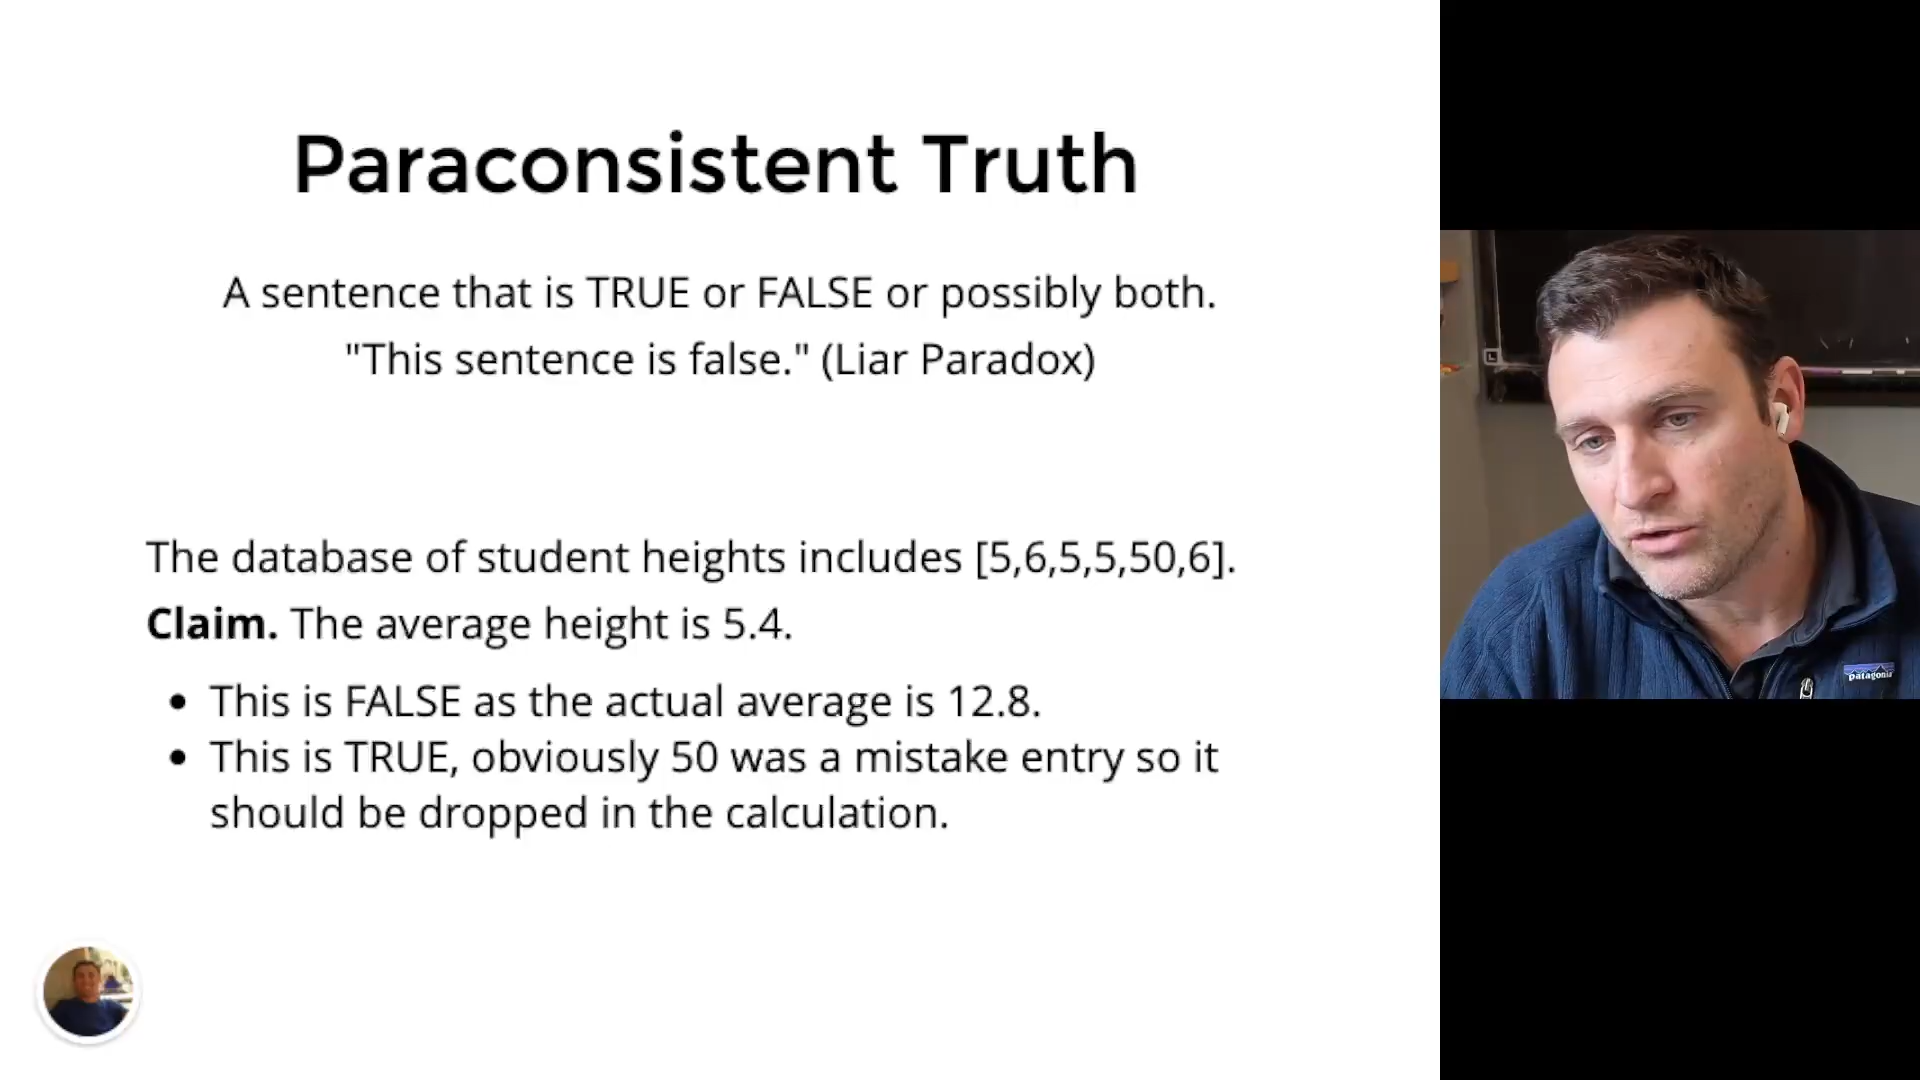 Paraconsistent Truth
A sentence that is TRUE or FALSE or possibly both.
"This sentence is false." (Liar Paradox)
The database of student heights includes [5,6,5,5,50,6].
Claim. The average height is 5.4.
• This is FALSE as the actual average is 12.8.
• This is TRUE, obviously 50 was a mistake entry so it
should be dropped in the calculation.
patagonia